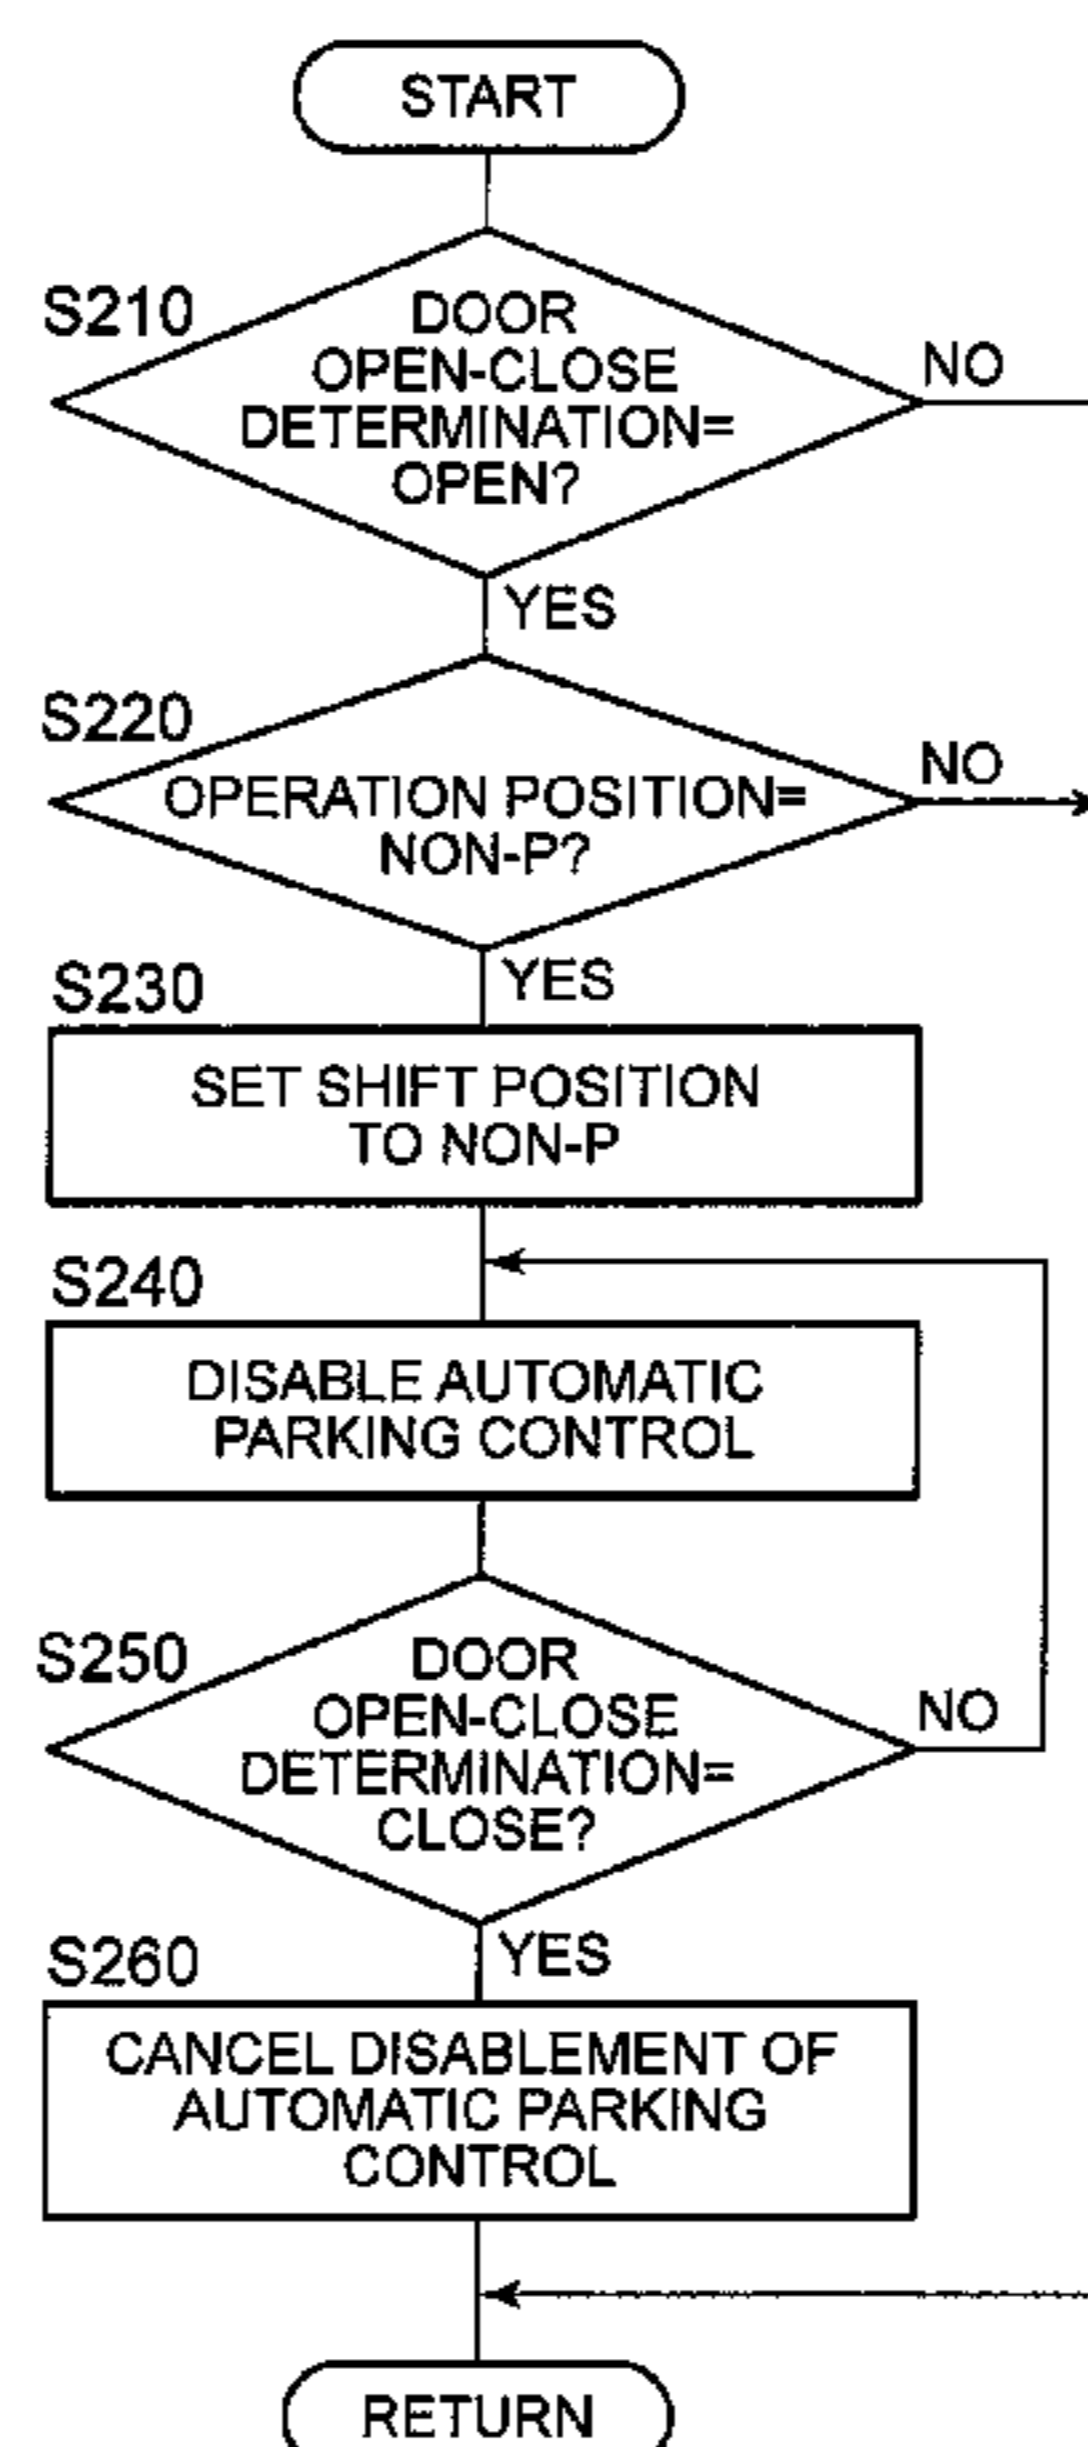 START
S210
DOOR
OPEN-CLOSE
DETERMINATION=
OPEN?
NO
YES
S220
OPERATION POSITION=
NON-P?
NO
YES
S230
SET SHIFT POSITION
TO NON-P
S240
DISABLE AUTOMATIC
PARKING CONTROL
S250
DOOR
OPEN-CLOSE
DETERMINATION=
CLOSE?
NO
YES
S260
CANCEL DISABLEMENT OF
AUTOMATIC PARKING
CONTROL
RETURN